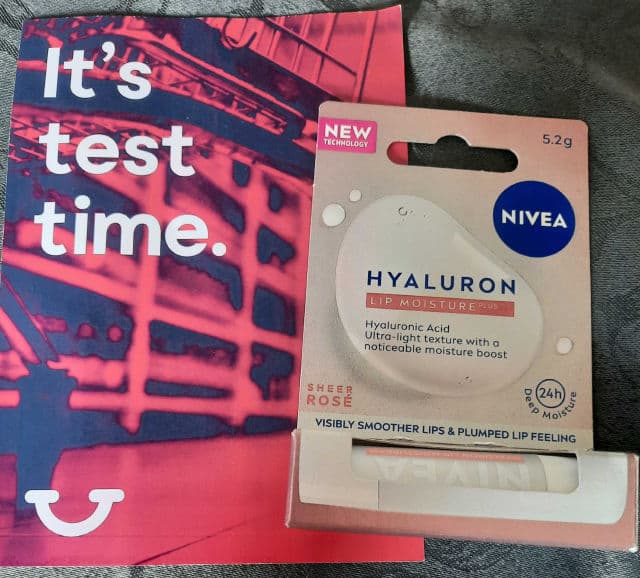 It's
test
time.
NEW
TECHNOLOGY
5.2g
NIVEA
HYALURON
LIP MOISTURE PLUS
Hyaluronic Acid
Ultra-light texture with a
noticeable moisture boost
24h
Deep Moisture
SHEER
ROSÉ
VISIBLY SMOOTHER LIPS & PLUMPED LIP FEELING
NIVEA